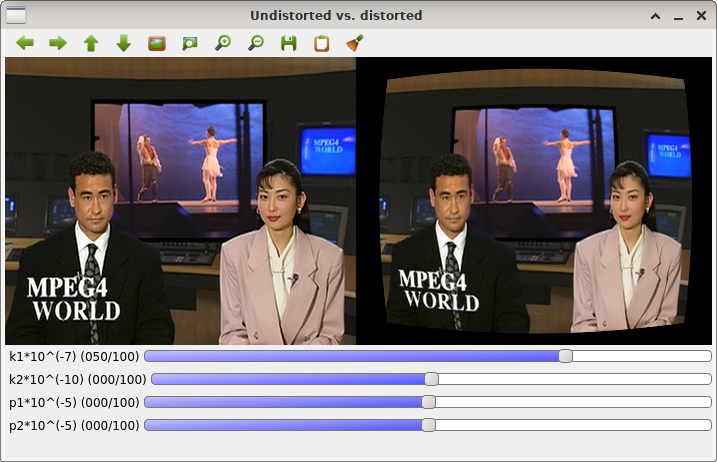 Undistorted vs. distorted
MPEG4
WORLD
MPEG4
WORLD
MPEG4
WORLD
MPEG4
WORLD
k1*10^(-7) (050/100)
k2*10^(-10) (000/100)
p1*10^(-5) (000/100)
p2*10^(-5) (000/100)